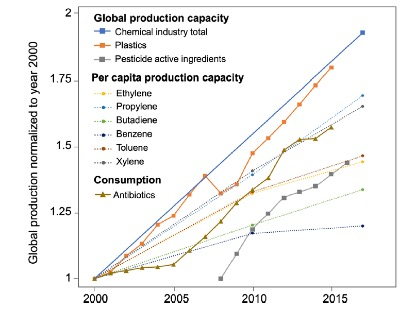 Global production normalized to year 2000
2
1.75
1.5
1.25
1
2000
2005
2010
2015
Global production capacity
Chemical industry total
Plastics
Pesticide active ingredients
Per capita production capacity
Ethylene
Propylene
Butadiene
Benzene
Toluene
Xylene
Consumption
Antibiotics